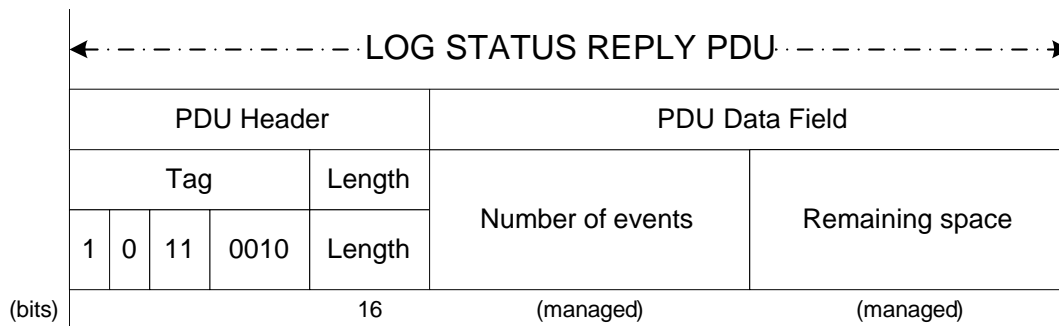 LOG STATUS REPLY PDU
PDU Header PDU Data Field
Tag Length
Number of events Remaining space
1 0 11 0010 Length
(bits) 16 (managed) (managed)